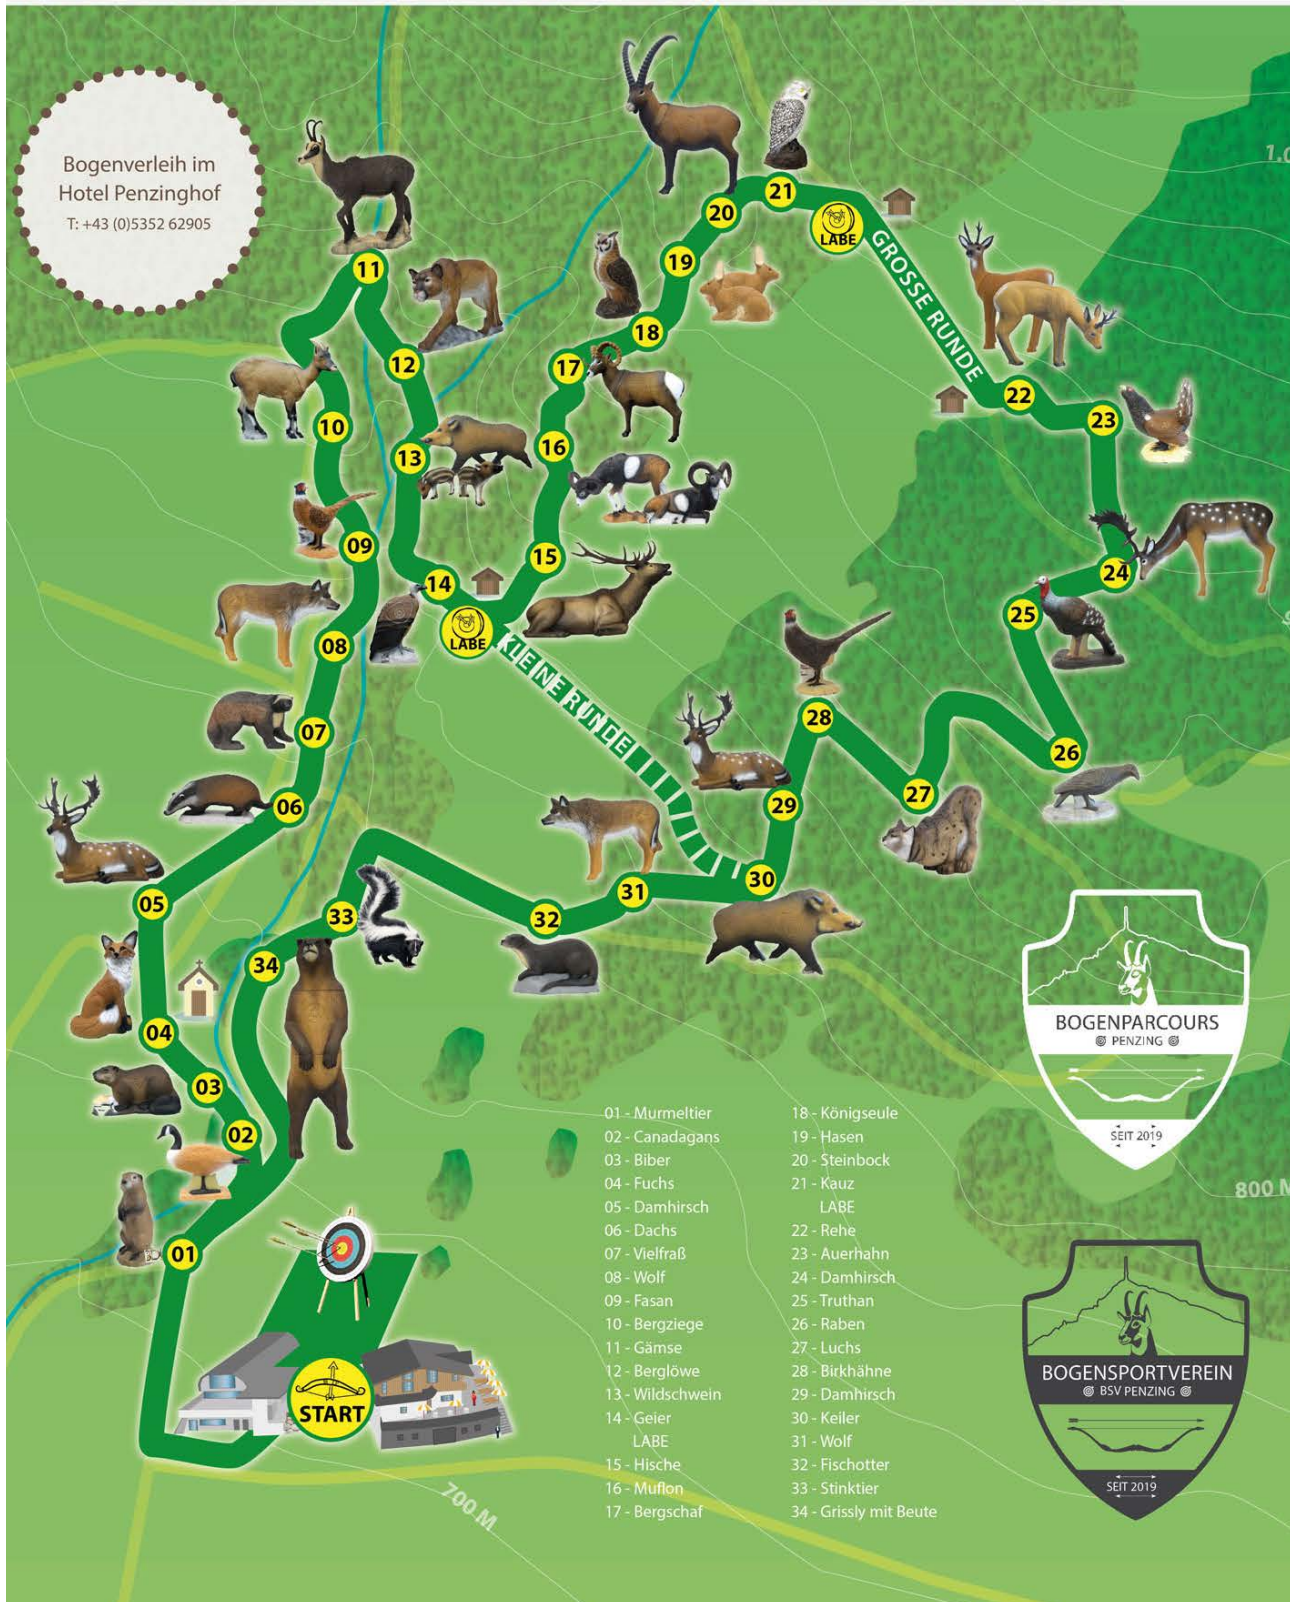 Bogenverleih im
Hotel Penzinghof
T: +43 (0)5352 62905
11
12
10
13
09
14
08
07
06
05
04
03
02
01
LABE
KLEINE RUNDE
15
16
17
18
19
20
21
LABE
GROSSE RUNDE
22
23
24
25
26
27
28
29
30
31
32
33
34
START
700 M
800 M
01 - Murmeltier
02 - Canadagans
03 - Biber
04 - Fuchs
05 - Damhirsch
06 - Dachs
07 - Vielfraß
08 - Wolf
09 - Fasan
10 - Bergziege
11 - Gämse
12 - Berglöwe
13 - Wildschwein
14 - Geier
LABE
15 - Hische
16 - Muflon
17 - Bergschaf
18 - Königseule
19 - Hasen
20 - Steinbock
21 - Kauz
LABE
22 - Rehe
23 - Auerhahn
24 - Damhirsch
25 - Truthan
26 - Raben
27 - Luchs
28 - Birkhähne
29 - Damhirsch
30 - Keiler
31 - Wolf
32 - Fischotter
33 - Stinktier
34 - Grissly mit Beute
BOGENPARCOURS
PENZING
SEIT 2019
BOGENSPORTVEREIN
BSV PENZING
SEIT 2019